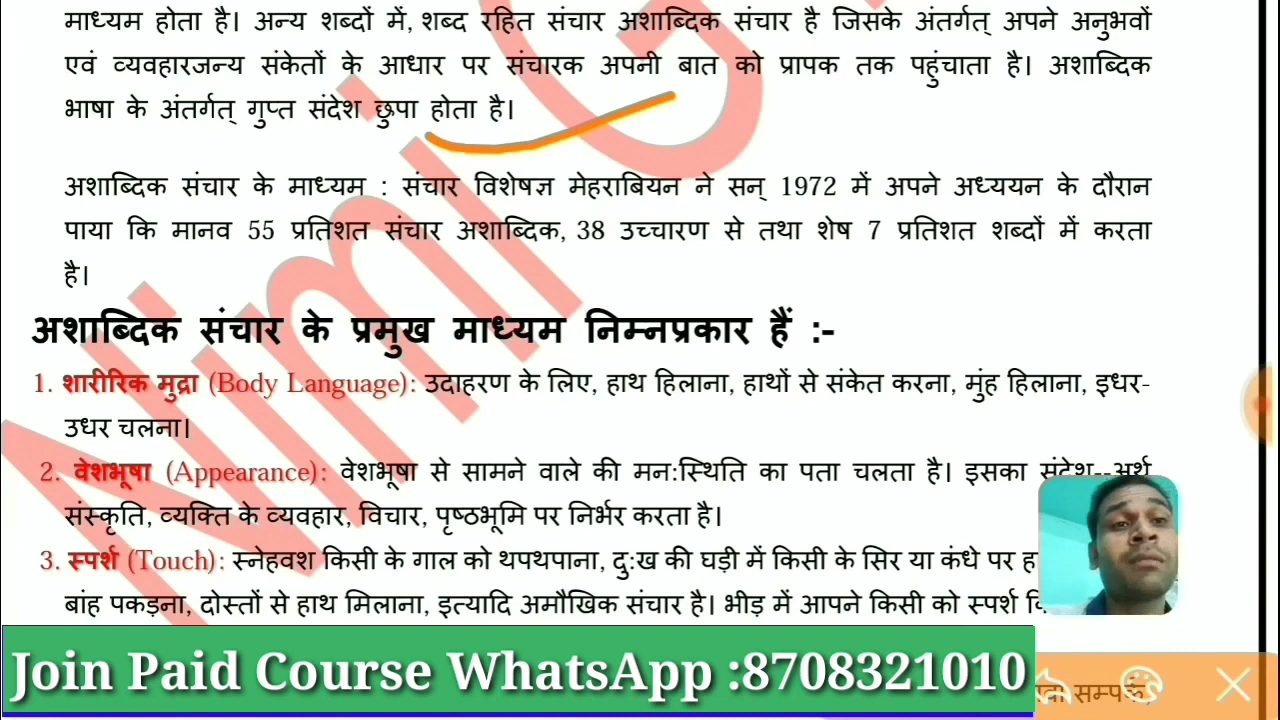 माध्यम होता है। अन्य शब्दों में, शब्द रहित संचार अशाब्दिक संचार है जिसके अंतर्गत् अपने अनुभवों
एवं व्यवहारजन्य संकेतों के आधार पर संचारक अपनी बात को प्रापक तक पहुंचाता है। अशाब्दिक
भाषा के अंतर्गत् गुप्त संदेश छुपा होता है।
अशाब्दिक संचार के माध्यम : संचार विशेषज्ञ मेहराबियन ने सन् 1972 में अपने अध्ययन के दौरान
पाया कि मानव 55 प्रतिशत संचार अशाब्दिक, 38 उच्चारण से तथा शेष 7 प्रतिशत शब्दों में करता
है।
अशाब्दिक संचार के प्रमुख माध्यम निम्नप्रकार हैं :-
1. शारीरिक मुद्रा (Body Language): उदाहरण के लिए, हाथ हिलाना, हाथों से संकेत करना, मुंह हिलाना, इधर-
उधर चलना।
2. वेशभूषा (Appearance): वेशभूषा से सामने वाले की मन:स्थिति का पता चलता है। इसका संदेश--अर्थ
संस्कृति, व्यक्ति के व्यवहार, विचार, पृष्ठभूमि पर निर्भर करता है।
3. स्पर्श (Touch): स्नेहवश किसी के गाल को थपथपाना, दु:ख की घड़ी में किसी के सिर या कंधे पर
बांह पकड़ना, दोस्तों से हाथ मिलाना, इत्यादि अमौखिक संचार है। भीड़ में आपने किसी को स्पर्श
सम्पर्क,
Join Paid Course WhatsApp :8708321010
Nimi G